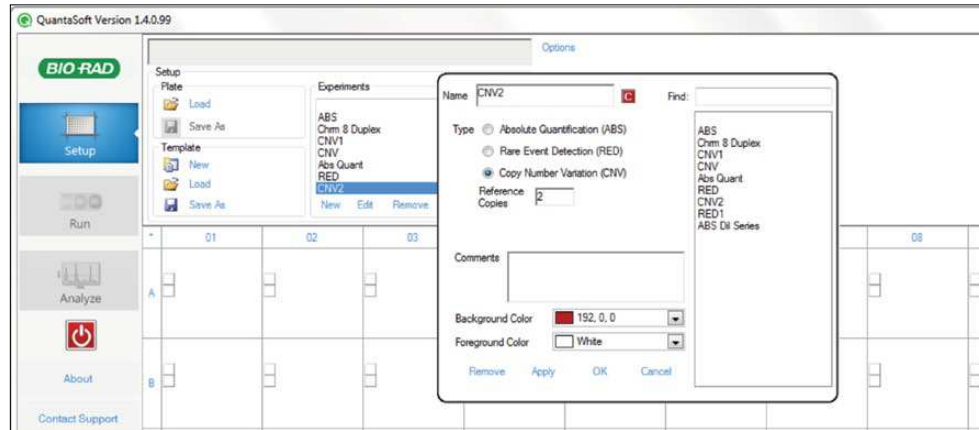 QuantaSoft Version 1.4.0.99
BIO-RAD
Setup
Run
Analyze
About
Contact Support
Options
Setup
Plate
Load
Save As
Template
New
Load
Save As
Experiments
ABS
Chrm 8 Duplex
CNV1
CNV
Abs Quant
RED
CNV2
New Edit Remove
01 02 03 08
A
B
Name CNV2 C Find:
Type Absolute Quantification (ABS)
Rare Event Detection (RED)
Copy Number Variation (CNV)
Reference Copies 2
Comments
Background Color 192, 0, 0
Foreground Color White
Remove Apply OK Cancel
ABS
Chrm 8 Duplex
CNV1
CNV
Abs Quant
RED
CNV2
RED1
ABS Dil Series